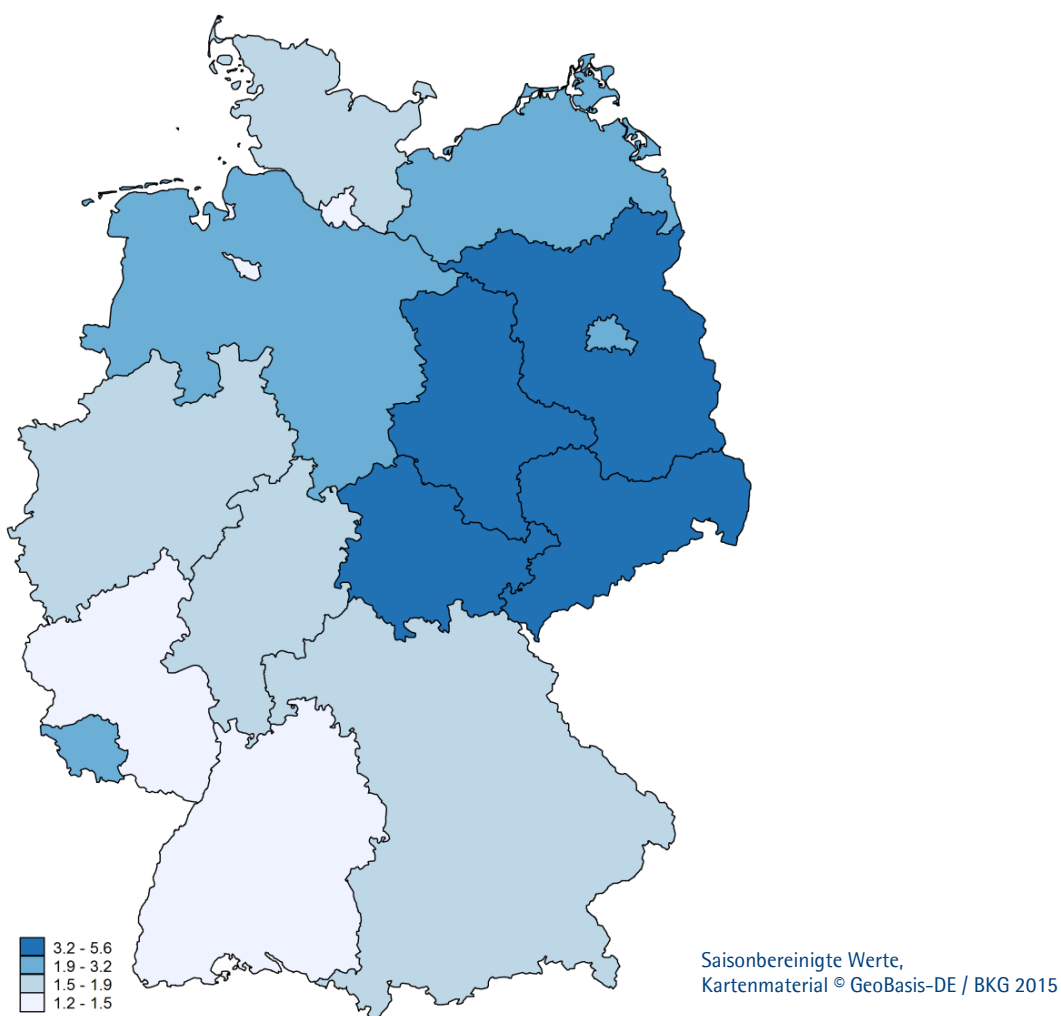 3.2 - 5.6
1.9 - 3.2
1.5 - 1.9
1.2 - 1.5
Saisonbereinigte Werte,
Kartenmaterial © GeoBasis-DE / BKG 2015